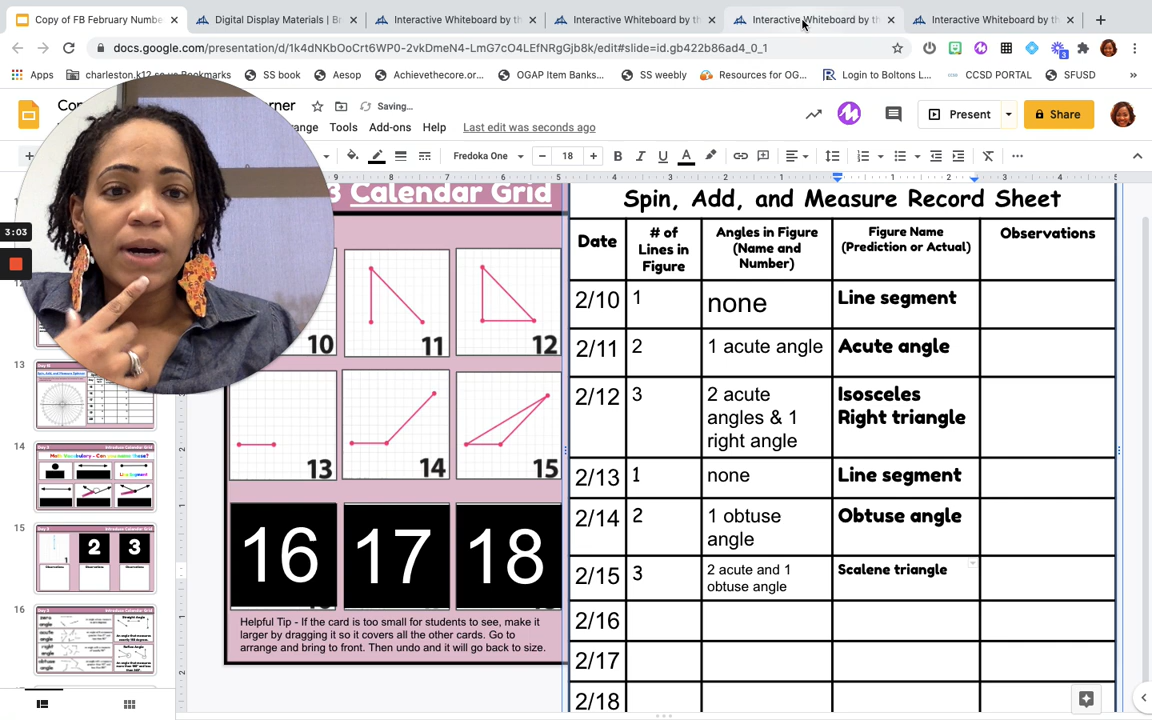 Copy of FB February Numbe
Digital Display Materials | Br
Interactive Whiteboard by th
Interactive Whiteboard by th
Interactive Whiteboard by th
Interactive Whiteboard by th
docs.google.com/presentation/d/1k4dNKbOoCrt6WP0-2vkDmeN4-LmG7cO4LEfNRgGjb8k/edit#slide=id.gb422b86ad4_0_1
Apps
charleston.k12.sc.us Bookmarks
SS book
Aesop
Achievethecore.org...
OGAP Item Banks...
SS weekly
Resources for OG...
Login to Boltons L...
CCSD PORTAL
SFUSD
Saving...
Tools
Add-ons
Help
Last edit was seconds ago
Present
Share
Fredoka One
18
B I U A
3:03
3 Calendar Grid
10
11
12
13
14
15
16
17
18
Helpful Tip - If the card is too small for students to see, make it
larger by dragging it so it covers all the other cards. Go to
arrange and bring to front. Then undo and it will go back to size.
Spin, Add, and Measure Record Sheet
Date
# of
Lines in
Figure
Angles in Figure
(Name and
Number)
Figure Name
(Prediction or Actual)
Observations
2/10
1
none
Line segment
2/11
2
1 acute angle
Acute angle
2/12
3
2 acute
angles & 1
right angle
Isosceles
Right triangle
2/13
1
none
Line segment
2/14
2
1 obtuse
angle
Obtuse angle
2/15
3
2 acute and 1
obtuse angle
Scalene triangle
2/16
2/17
2/18
13
14
15
2
3
16